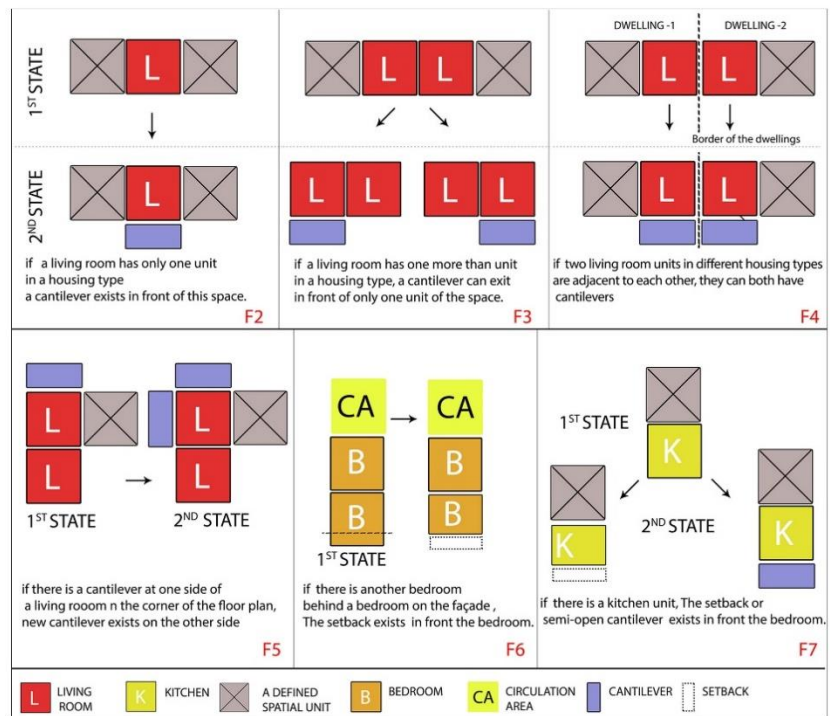 1ST STATE
L
2ND STATE
L
if a living room has only one unit
in a housing type
a cantilever exists in front of this space.
F2
L L
L L L L
if a living room has one more than unit
in a housing type, a cantilever can exit
in front of only one unit of the space.
F3
DWELLING -1 DWELLING -2
L L
Border of the dwellings
L L
if two living room units in different housing types
are adjacent to each other, they can both have
cantilevers
F4
L L
L L
1ST STATE 2ND STATE
if there is a cantilever at one side of
a living rooom n the corner of the floor plan,
new cantilever exists on the other side
F5
CA CA
B B
B B
1ST STATE
if there is another bedroom
behind a bedroom on the façade ,
The setback exists in front the bedroom.
F6
1ST STATE
K
2ND STATE
K K
if there is a kitchen unit, The setback or
semi-open cantilever exists in front the bedroom.
F7
L LIVING
ROOM
K KITCHEN
A DEFINED
SPATIAL UNIT
B BEDROOM
CA CIRCULATION
AREA
CANTILEVER
SETBACK